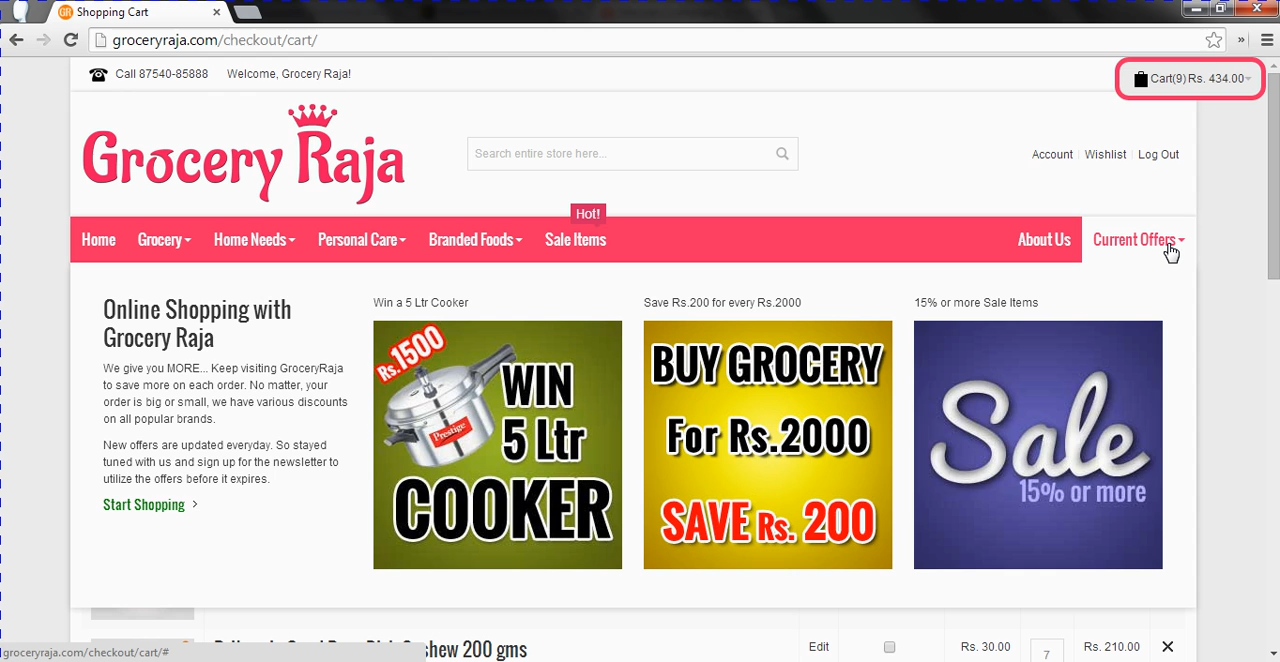 Shopping Cart
groceryraja.com/checkout/cart/
Call 87540-85888
Welcome, Grocery Raja!
Cart(9) Rs. 434.00
Grocery Raja
Search entire store here...
Account
Wishlist
Log Out
Hot!
Home
Grocery
Home Needs
Personal Care
Branded Foods
Sale Items
About Us
Current Offers
Online Shopping with
Grocery Raja
We give you MORE... Keep visiting GroceryRaja
to save more on each order. No matter, your
order is big or small, we have various discounts
on all popular brands.
New offers are updated everyday. So stayed
tuned with us and sign up for the newsletter to
utilize the offers before it expires.
Start Shopping
Win a 5 Ltr Cooker
Rs.1500
Prestige
WIN
5 Ltr
COOKER
Save Rs.200 for every Rs.2000
BUY GROCERY
For Rs.2000
SAVE Rs. 200
15% or more Sale Items
Sale
15% or more
200 gms
Edit
Rs. 30.00
7
Rs. 210.00
groceryraja.com/checkout/cart/#